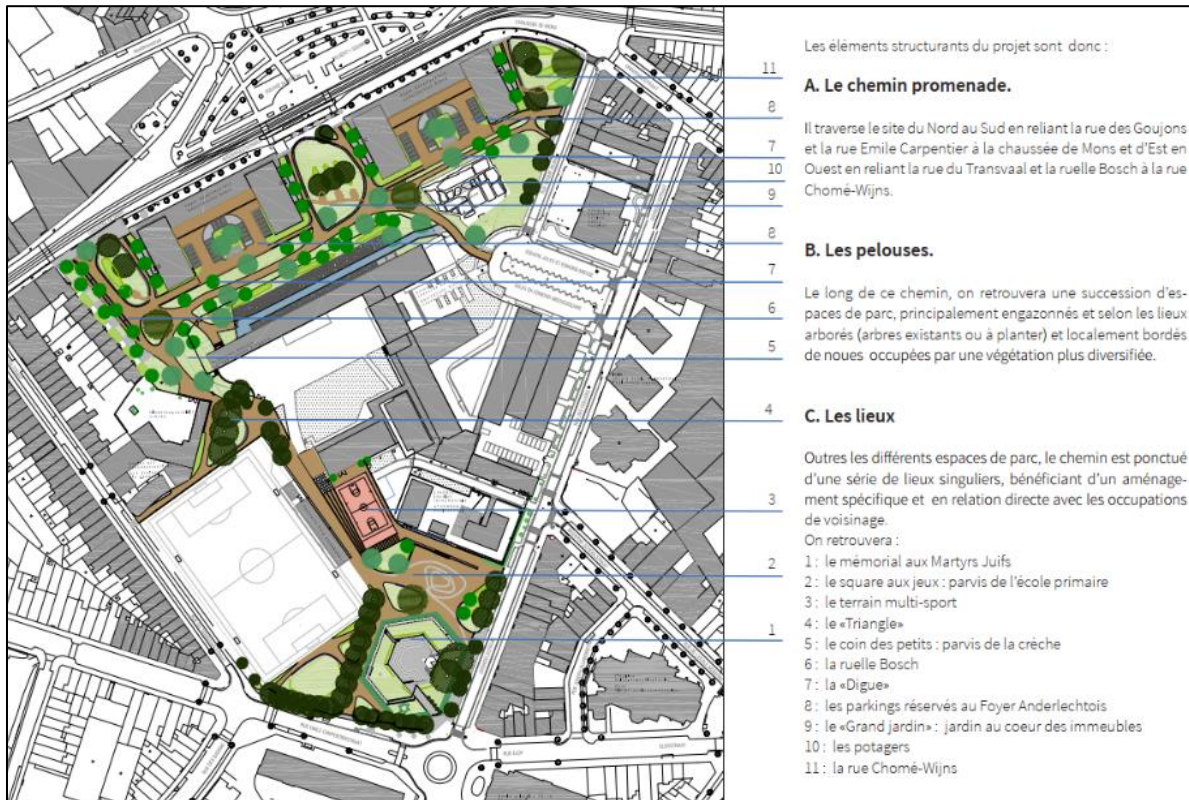 CHAUSSEE DE MONS
11
8
7
10
9
8
7
6
5
4
3
2
1
RUE EMILE CARPENTIERSTRAAT
Les éléments structurants du projet sont donc :
A. Le chemin promenade.
Il traverse le site du Nord au Sud en reliant la rue des Goujons
et la rue Emile Carpentier à la chaussée de Mons et d'Est en
Ouest en reliant la rue du Transvaal et la ruelle Bosch à la rue
Chomé-Wijns.
B. Les pelouses.
Le long de ce chemin, on retrouvera une succession d'es-
paces de parc, principalement engazonnés et selon les lieux
arborés (arbres existants ou à planter) et localement bordés
de noues occupées par une végétation plus diversifiée.
C. Les lieux
Outres les différents espaces de parc, le chemin est ponctué
d'une série de lieux singuliers, bénéficiant d'un aménage-
ment spécifique et en relation directe avec les occupations
de voisinage.
On retrouvera :
1 : le mémorial aux Martyrs Juifs
2 : le square aux jeux : parvis de l'école primaire
3 : le terrain multi-sport
4 : le «Triangle»
5 : le coin des petits : parvis de la crèche
6 : la ruelle Bosch
7 : la «Digue»
8 : les parkings réservés au Foyer Anderlechtois
9 : le «Grand jardin» : jardin au coeur des immeubles
10 : les potagers
11 : la rue Chomé-Wijns